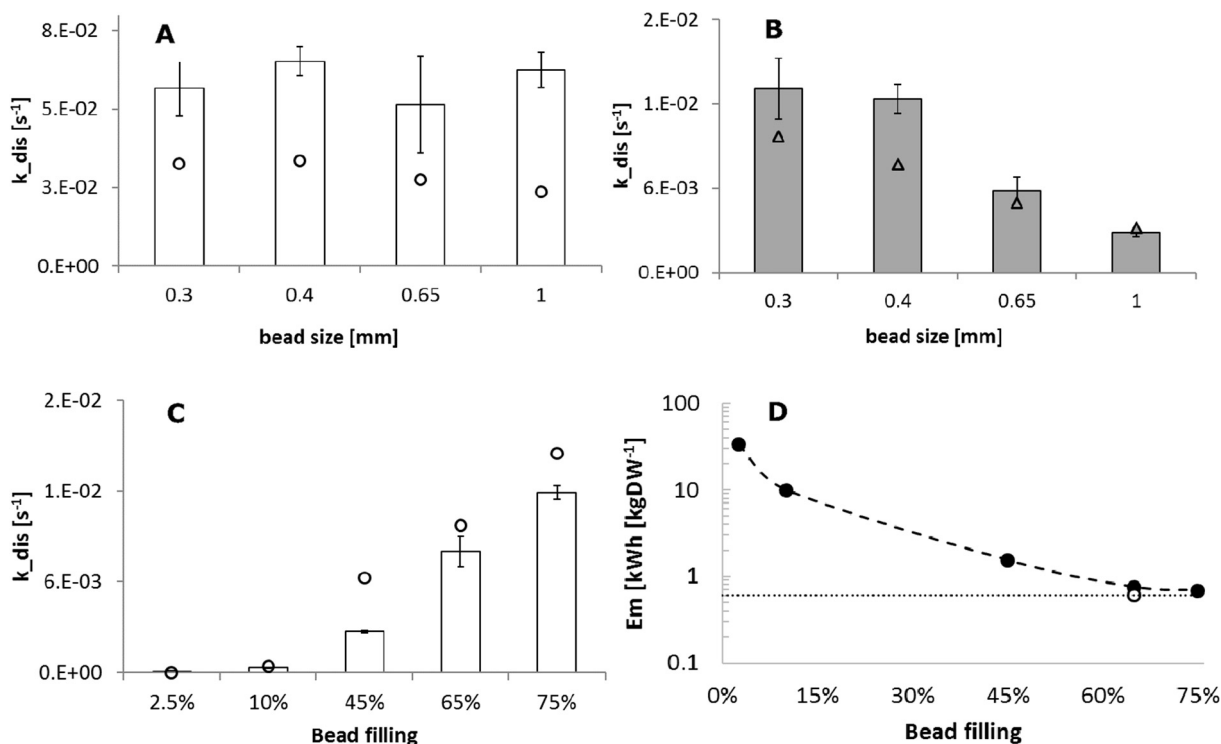 A
8.E-02
5.E-02
3.E-02
0.E+00
k_dis [s-1]
0.3 0.4 0.65 1
bead size [mm]
B
2.E-02
1.E-02
6.E-03
0.E+00
k_dis [s-1]
0.3 0.4 0.65 1
bead size [mm]
C
2.E-02
1.E-02
6.E-03
0.E+00
k_dis [s-1]
2.5% 10% 45% 65% 75%
Bead filling
D
100
10
1
0.1
Em [kWh [kgDW-1]
0% 15% 30% 45% 60% 75%
Bead filling